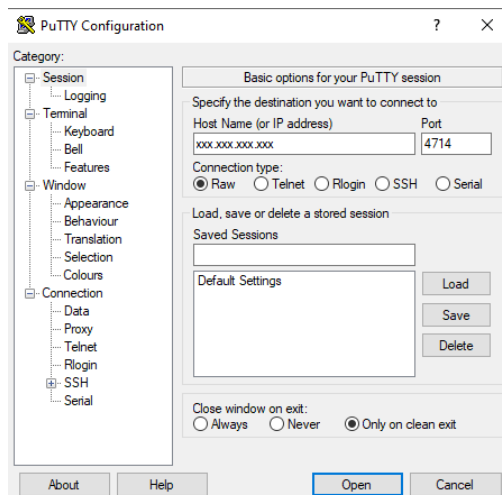 PuTTY Configuration
?
Category:
Session
Logging
Terminal
Keyboard
Bell
Features
Window
Appearance
Behaviour
Translation
Selection
Colours
Connection
Data
Proxy
Telnet
Rlogin
SSH
Serial
Basic options for your PuTTY session
Specify the destination you want to connect to
Host Name (or IP address) Port
xxx.xxx.xxx.xxx 4714
Connection type:
Raw Telnet Rlogin SSH Serial
Load, save or delete a stored session
Saved Sessions
Default Settings
Load
Save
Delete
Close window on exit:
Always Never Only on clean exit
About Help Open Cancel